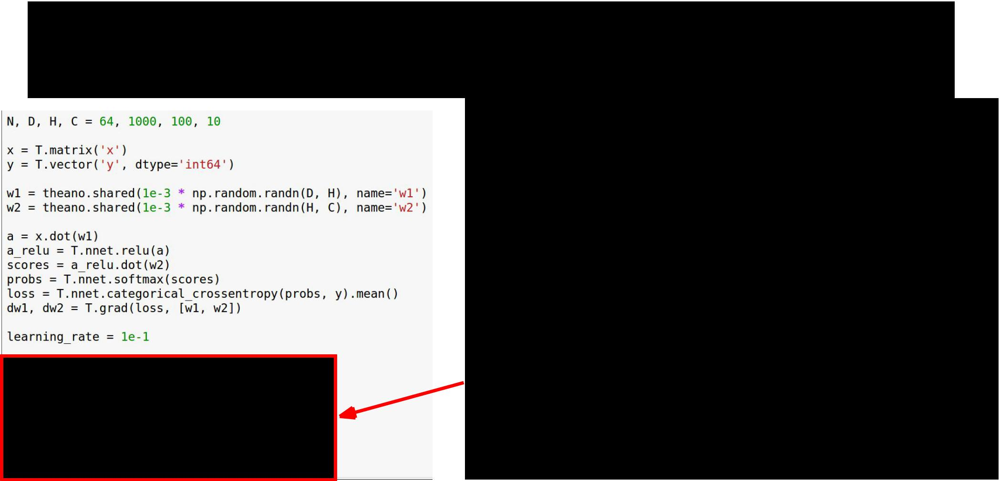 N, D, H, C = 64, 1000, 100, 10
x = T.matrix('x')
y = T.vector('y', dtype='int64')
w1 = theano.shared(1e-3 * np.random.randn(D, H), name='w1')
w2 = theano.shared(1e-3 * np.random.randn(H, C), name='w2')
a = x.dot(w1)
a_relu = T.nnet.relu(a)
scores = a_relu.dot(w2)
probs = T.nnet.softmax(scores)
loss = T.nnet.categorical_crossentropy(probs, y).mean()
dw1, dw2 = T.grad(loss, [w1, w2])
learning_rate = 1e-1